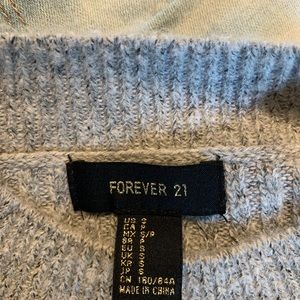 FOREVER 21
US S
CA P
MX S/P
BR P
EU S
UK S
KR S
JP S
CN 160/84A
MADE IN CHINA